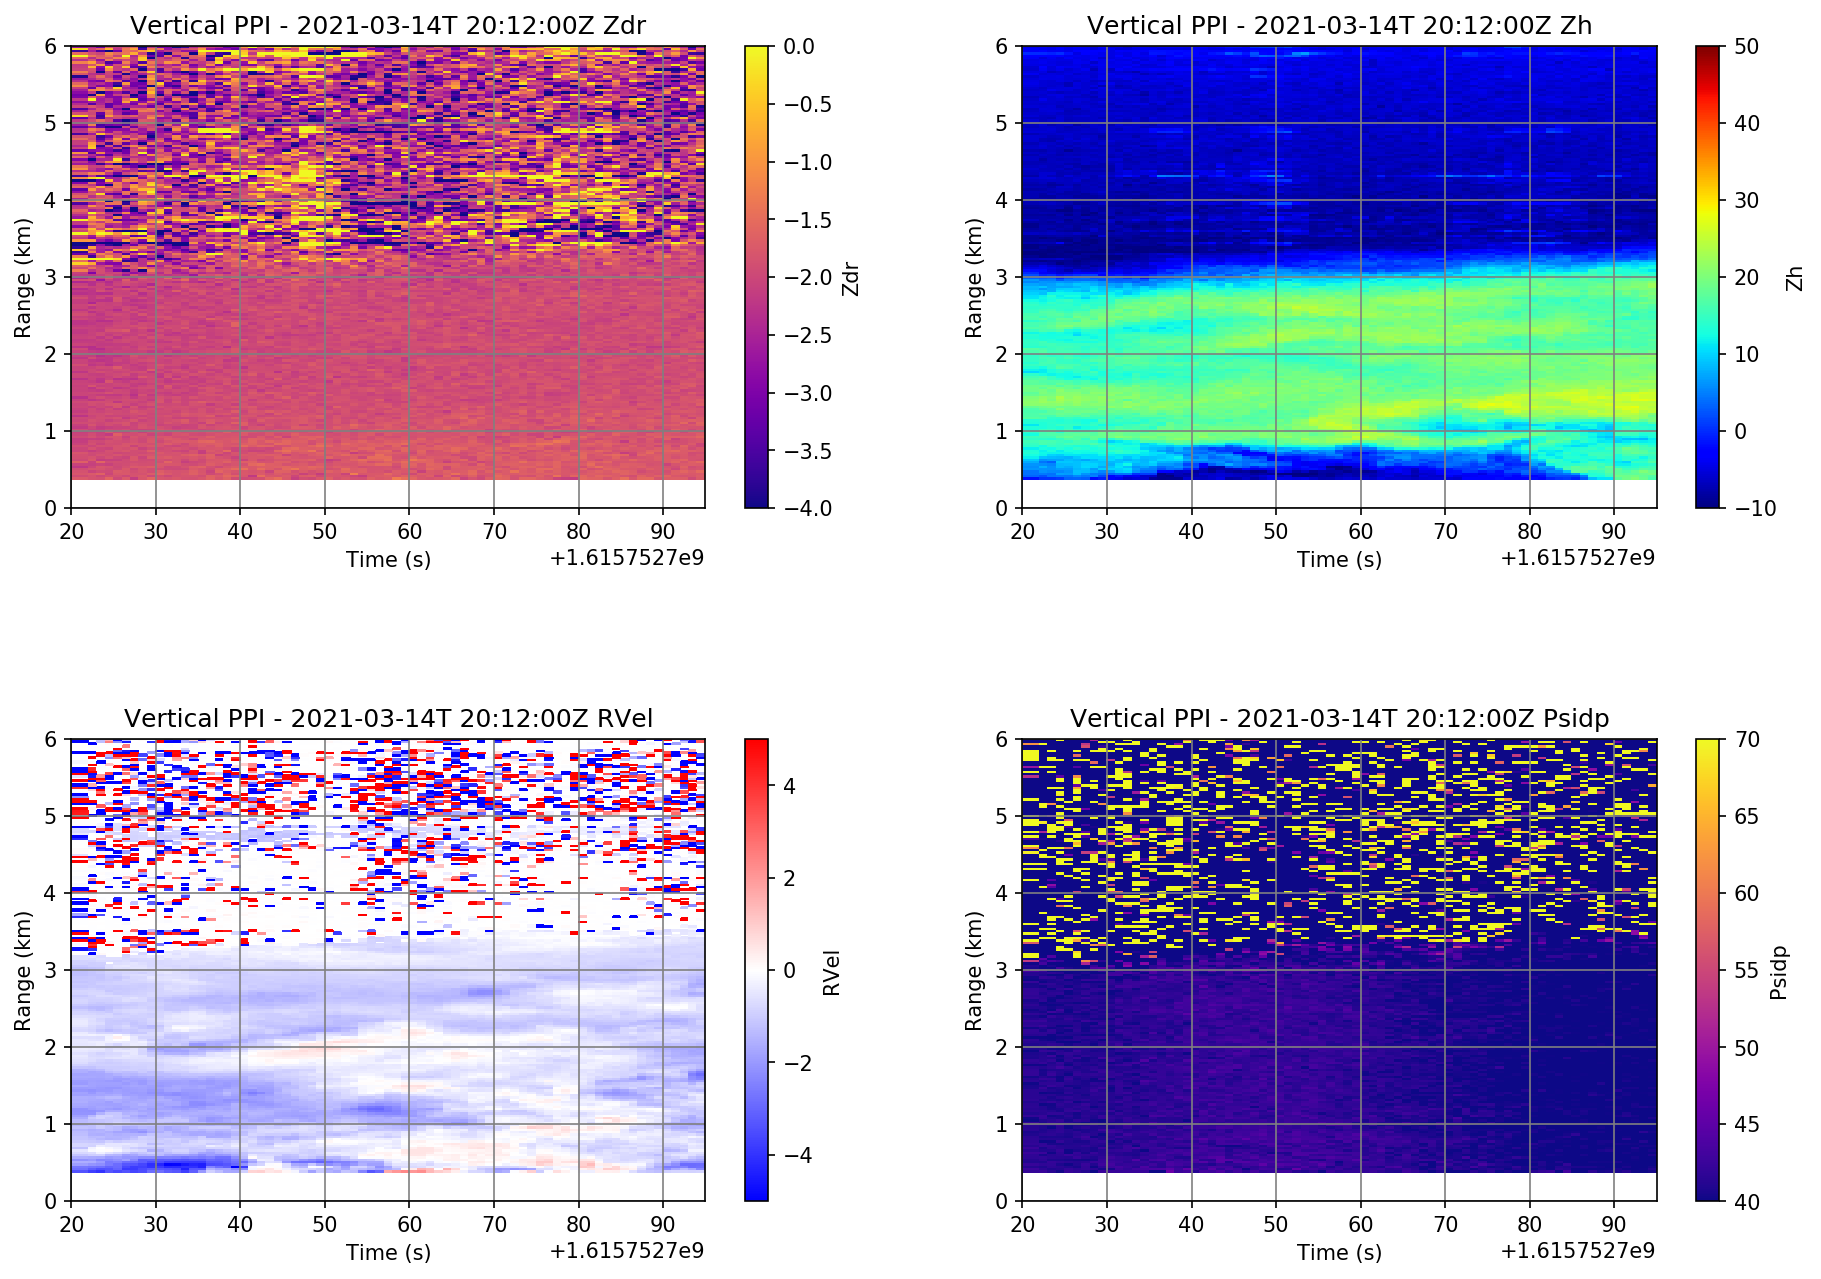 Vertical PPI - 2021-03-14T 20:12:00Z Zdr
6
5
4
3
2
1
0
Range (km)
20 30 40 50 60 70 80 90
Time (s)
+1.6157527e9
0.0
−0.5
−1.0
−1.5
−2.0
−2.5
−3.0
−3.5
−4.0
Zdr
Vertical PPI - 2021-03-14T 20:12:00Z Zh
6
5
4
3
2
1
0
Range (km)
20 30 40 50 60 70 80 90
Time (s)
+1.6157527e9
50
40
30
20
10
0
−10
Zh
Vertical PPI - 2021-03-14T 20:12:00Z RVel
6
5
4
3
2
1
0
Range (km)
20 30 40 50 60 70 80 90
Time (s)
+1.6157527e9
4
2
0
−2
−4
RVel
Vertical PPI - 2021-03-14T 20:12:00Z Psidp
6
5
4
3
2
1
0
Range (km)
20 30 40 50 60 70 80 90
Time (s)
+1.6157527e9
70
65
60
55
50
45
40
Psidp